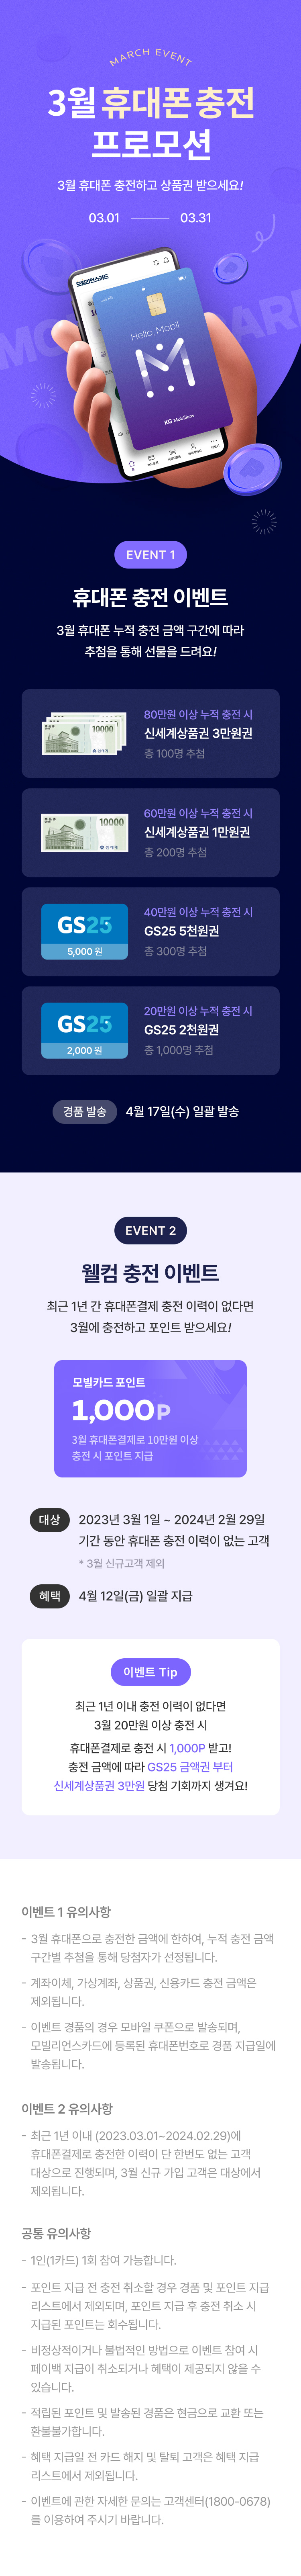 MARCH EVENT
3월 휴대폰 충전
프로모션
3월 휴대폰 충전하고 상품권 받으세요!
03.01 03.31
모빌리언스카드
Hello, Mobil
M
KG Mobilians
EVENT 1
휴대폰 충전 이벤트
3월 휴대폰 누적 충전 금액 구간에 따라
추첨을 통해 선물을 드려요!
80만원 이상 누적 충전 시
신세계상품권 3만원권
총 100명 추첨
10000
60만원 이상 누적 충전 시
신세계상품권 1만원권
총 200명 추첨
10000
40만원 이상 누적 충전 시
GS25 5천원권
총 300명 추첨
GS25
5,000 원
20만원 이상 누적 충전 시
GS25 2천원권
총 1,000명 추첨
GS25
2,000 원
경품 발송 4월 17일(수) 일괄 발송
EVENT 2
웰컴 충전 이벤트
최근 1년 간 휴대폰결제 충전 이력이 없다면
3월에 충전하고 포인트 받으세요!
모빌카드 포인트
1,000P
3월 휴대폰결제로 10만원 이상
충전 시 포인트 지급
대상 2023년 3월 1일 ~ 2024년 2월 29일
기간 동안 휴대폰 충전 이력이 없는 고객
* 3월 신규고객 제외
혜택 4월 12일(금) 일괄 지급
이벤트 Tip
최근 1년 이내 충전 이력이 없다면
3월 20만원 이상 충전 시
휴대폰결제로 충전 시 1,000P 받고!
충전 금액에 따라 GS25 금액권 부터
신세계상품권 3만원 당첨 기회까지 생겨요!
이벤트 1 유의사항
- 3월 휴대폰으로 충전한 금액에 한하여, 누적 충전 금액
구간별 추첨을 통해 당첨자가 선정됩니다.
- 계좌이체, 가상계좌, 상품권, 신용카드 충전 금액은
제외됩니다.
- 이벤트 경품의 경우 모바일 쿠폰으로 발송되며,
모빌리언스카드에 등록된 휴대폰번호로 경품 지급일에
발송됩니다.
이벤트 2 유의사항
- 최근 1년 이내 (2023.03.01~2024.02.29)에
휴대폰결제로 충전한 이력이 단 한번도 없는 고객
대상으로 진행되며, 3월 신규 가입 고객은 대상에서
제외됩니다.
공통 유의사항
- 1인(1카드) 1회 참여 가능합니다.
- 포인트 지급 전 충전 취소할 경우 경품 및 포인트 지급
리스트에서 제외되며, 포인트 지급 후 충전 취소 시
지급된 포인트는 회수됩니다.
- 비정상적이거나 불법적인 방법으로 이벤트 참여 시
페이백 지급이 취소되거나 혜택이 제공되지 않을 수
있습니다.
- 적립된 포인트 및 발송된 경품은 현금으로 교환 또는
환불불가합니다.
- 혜택 지급일 전 카드 해지 및 탈퇴 고객은 혜택 지급
리스트에서 제외됩니다.
- 이벤트에 관한 자세한 문의는 고객센터(1800-0678)
를 이용하여 주시기 바랍니다.